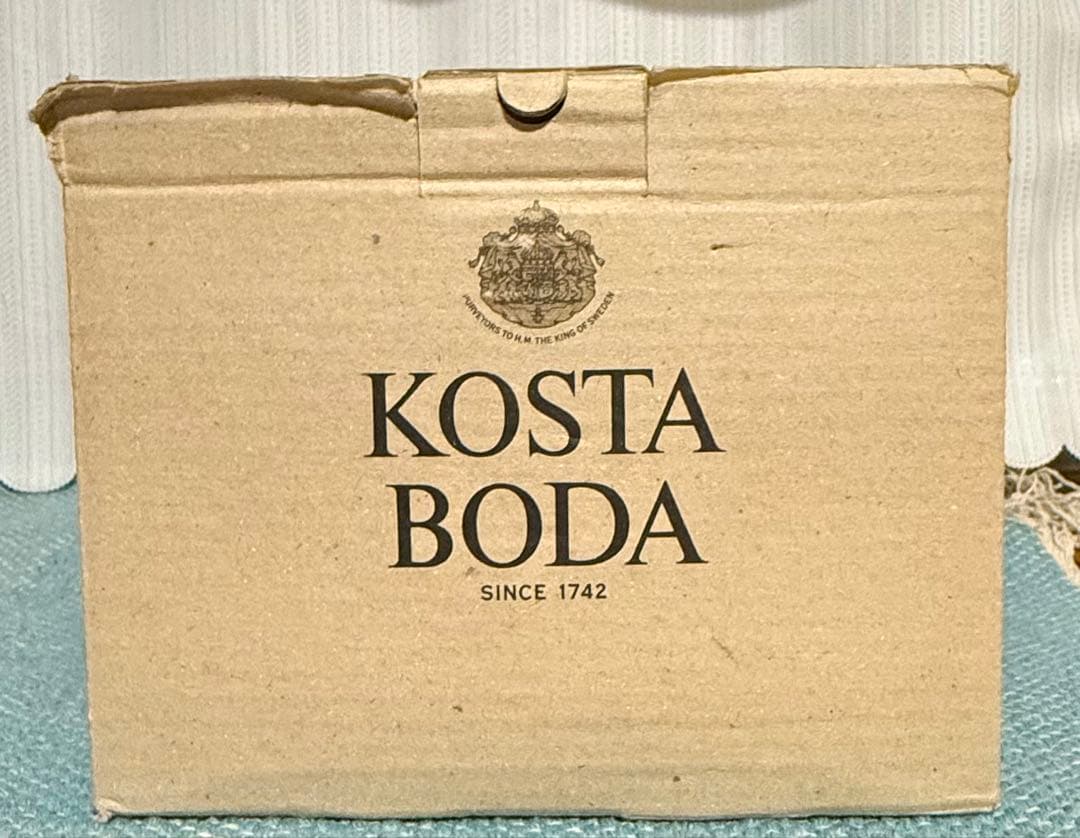 PURVEYORS TO H.M. THE KING OF SWEDEN
KOSTA
BODA
SINCE 1742